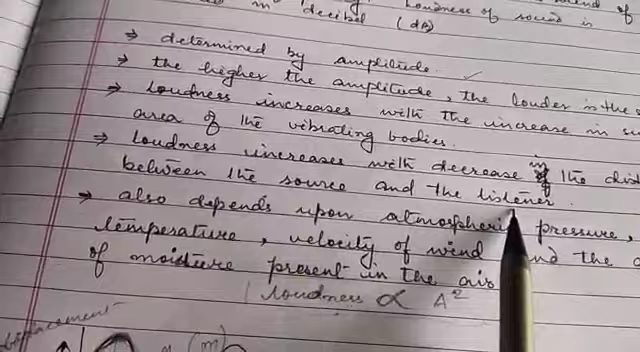 Loudness of sound is
in decibel (dB)
→ determined by amplitude.
→ the higher the amplitude, the louder is the
→ loudness increases with the increase in
area of the vibrating bodies.
→ loudness increases with decrease in the
between the source and the listener.
→ also depends upon atmospheric pressure,
temperature, velocity of wind and the
of moisture present in the air
loudness ∝ A²
(m)